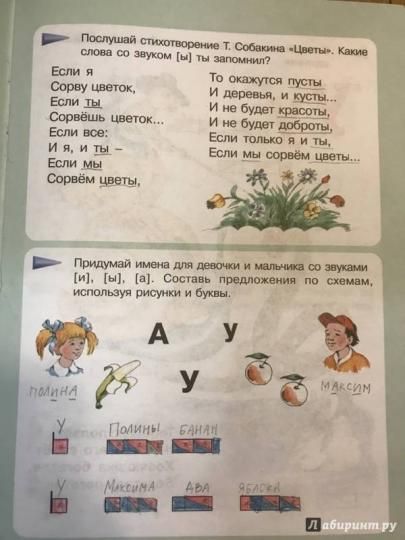 Послушай стихотворение Т. Собакина «Цветы». Какие
слова со звуком [ы] ты запомнил?
Если я
Сорву цветок,
Если ты
Сорвёшь цветок...
Если все:
И я, и ты –
Если мы
Сорвём цветы,
То окажутся пусты
И деревья, и кусты...
И не будет красоты,
И не будет доброты,
Если только я и ты,
Если мы сорвём цветы...
Придумай имена для девочки и мальчика со звуками
[и], [ы], [а]. Составь предложения по схемам,
используя рисунки и буквы.
А у
У
ПОЛИНА
МАКСИМ
У ПОЛИНЫ БАНАН
У МАКСИМА ДВА ЯБЛОКА
Лабиринт.ру